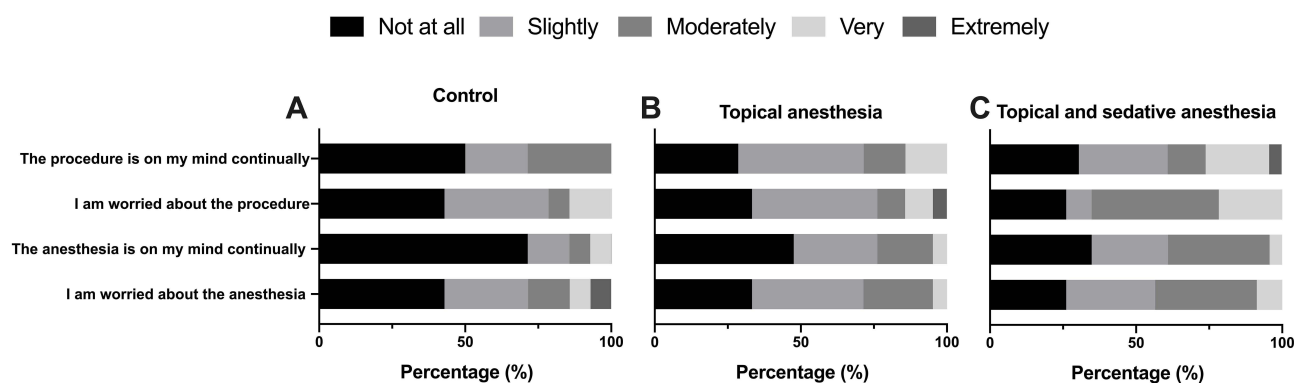 Not at all Slightly Moderately Very Extremely
A Control
B Topical anesthesia
C Topical and sedative anesthesia
The procedure is on my mind continually
I am worried about the procedure
The anesthesia is on my mind continually
I am worried about the anesthesia
0 50 100
0 50 100
0 50 100
Percentage (%)
Percentage (%)
Percentage (%)